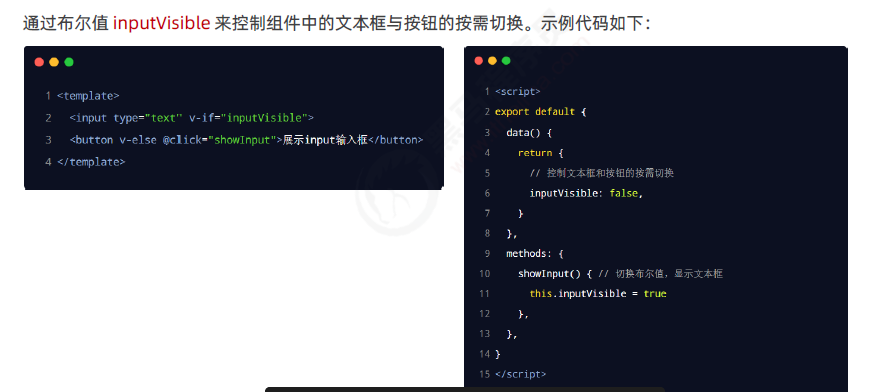 通过布尔值 inputVisible 来控制组件中的文本框与按钮的按需切换。示例代码如下：
1 <template>
2   <input type="text" v-if="inputVisible">
3   <button v-else @click="showInput">展示input输入框</button>
4 </template>
1 <script>
2 export default {
3   data() {
4     return {
5       // 控制文本框和按钮的按需切换
6       inputVisible: false,
7     }
8   },
9   methods: {
10     showInput() { // 切换布尔值，显示文本框
11       this.inputVisible = true
12     },
13   },
14 }
15 </script>